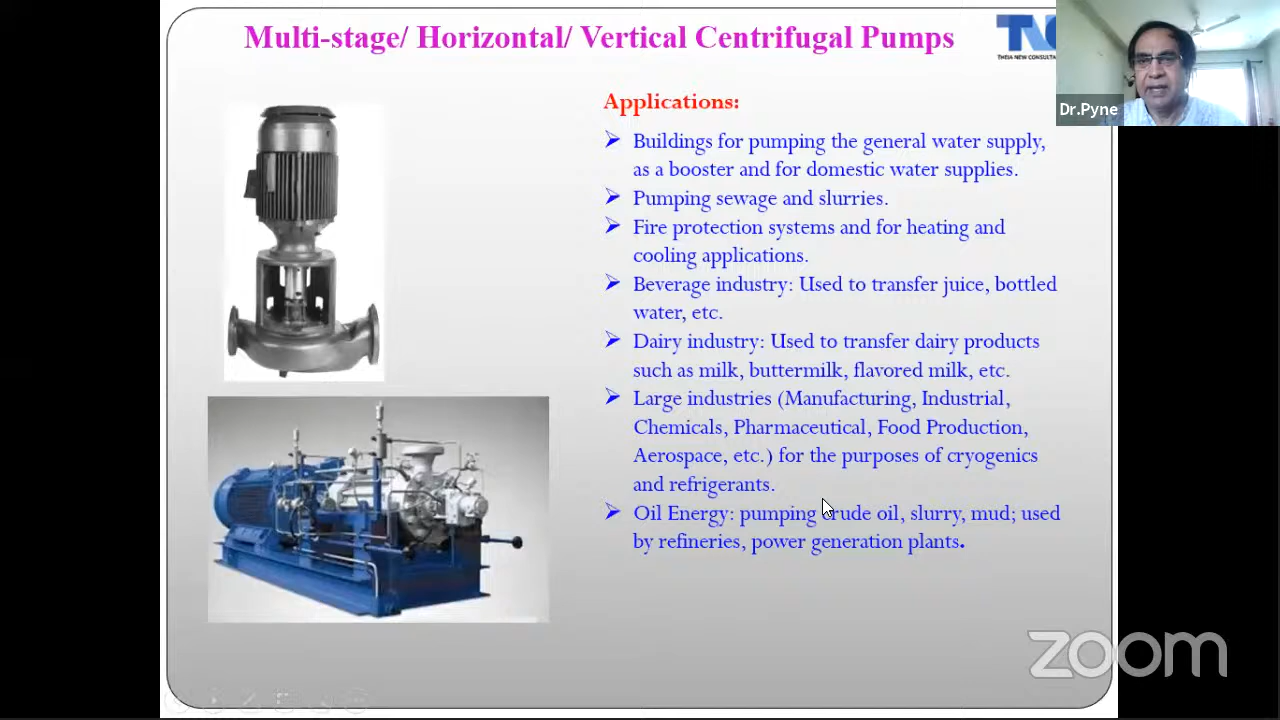 Multi-stage/ Horizontal/ Vertical Centrifugal Pumps
THEIA NEW CONSULTA
Dr.Pyne
Applications:
Buildings for pumping the general water supply,
as a booster and for domestic water supplies.
Pumping sewage and slurries.
Fire protection systems and for heating and
cooling applications.
Beverage industry: Used to transfer juice, bottled
water, etc.
Dairy industry: Used to transfer dairy products
such as milk, buttermilk, flavored milk, etc.
Large industries (Manufacturing, Industrial,
Chemicals, Pharmaceutical, Food Production,
Aerospace, etc.) for the purposes of cryogenics
and refrigerants.
Oil Energy: pumping crude oil, slurry, mud; used
by refineries, power generation plants.
zoom